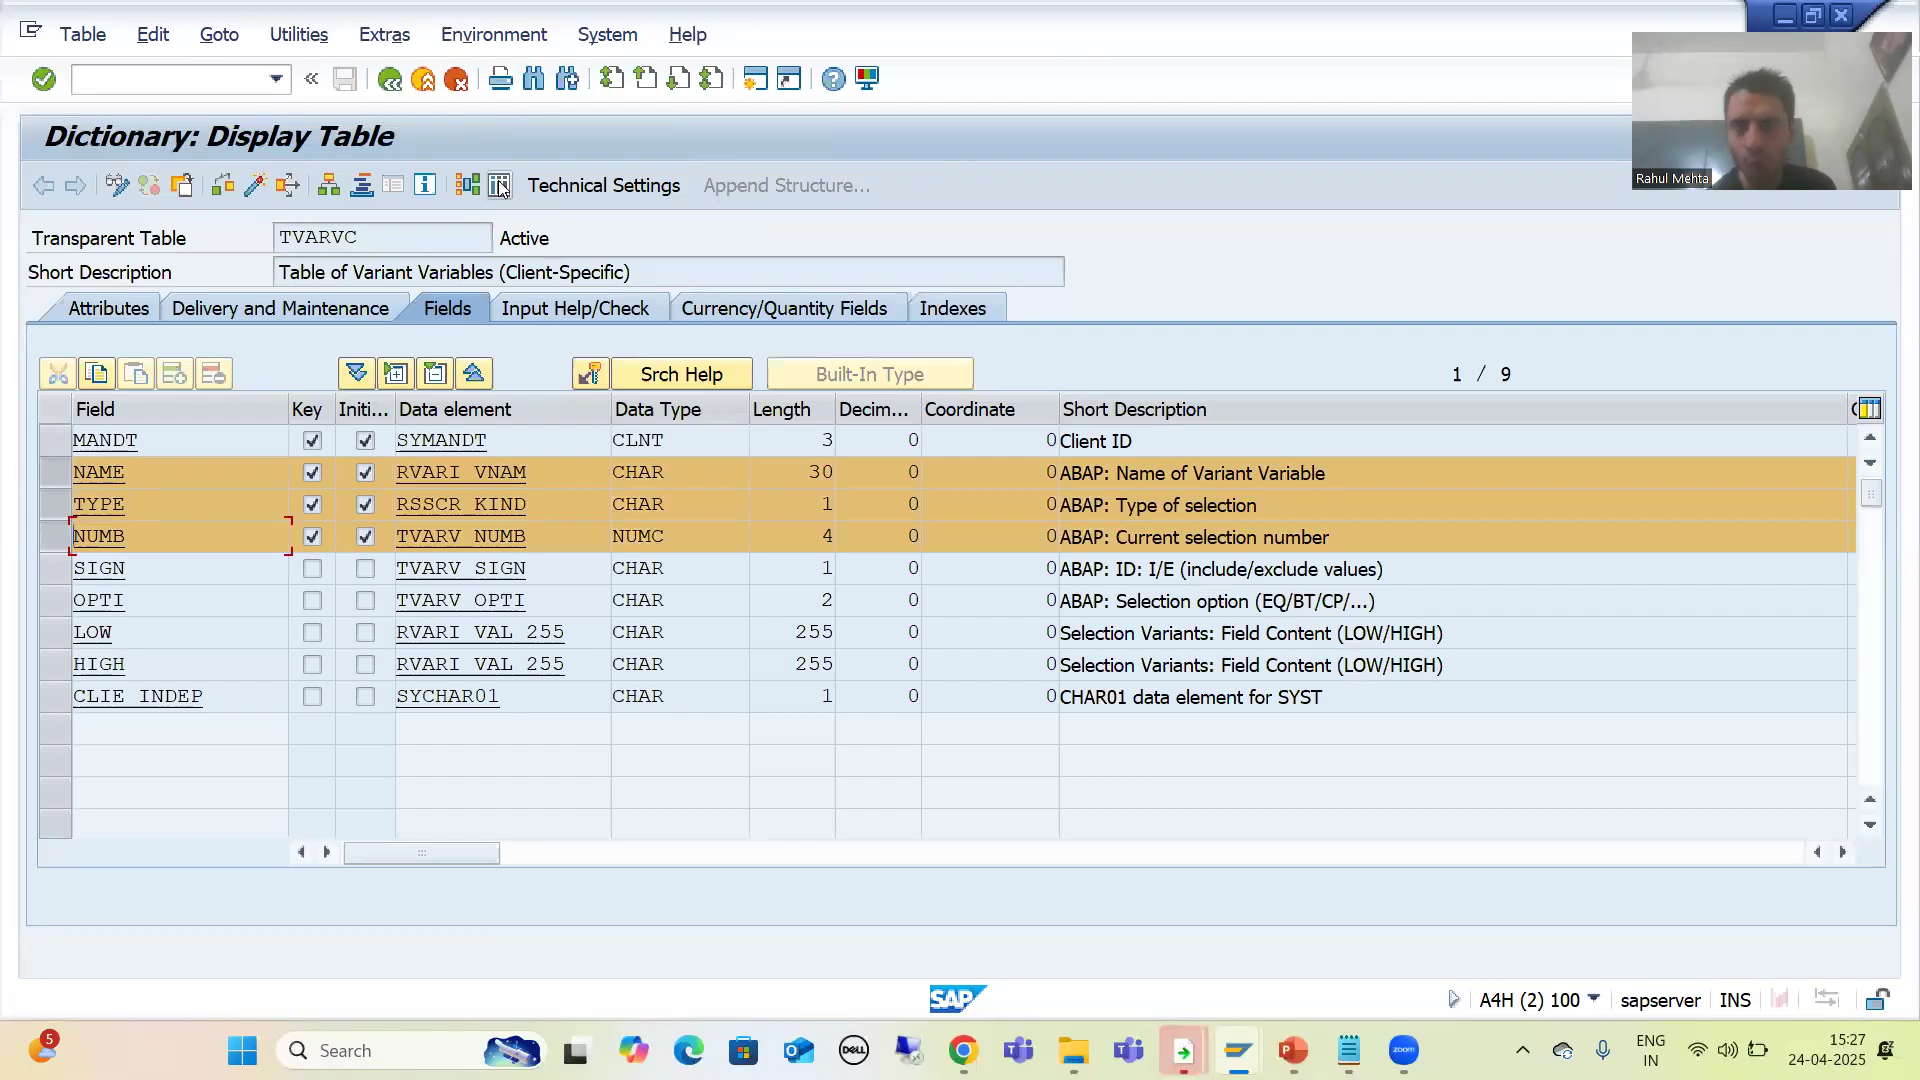 Table Edit Goto Utilities Extras Environment System Help
Rahul Mehta
Dictionary: Display Table
Technical Settings Append Structure...
Transparent Table TVARVC Active
Short Description Table of Variant Variables (Client-Specific)
Attributes Delivery and Maintenance Fields Input Help/Check Currency/Quantity Fields Indexes
Srch Help Built-In Type 1 / 9
Field Key Initi... Data element Data Type Length Decim... Coordinate Short Description
MANDT SYMANDT CLNT 3 0 0 Client ID
NAME RVARI_VNAM CHAR 30 0 0 ABAP: Name of Variant Variable
TYPE RSSCR_KIND CHAR 1 0 0 ABAP: Type of selection
NUMB TVARV_NUMB NUMC 4 0 0 ABAP: Current selection number
SIGN TVARV_SIGN CHAR 1 0 0 ABAP: ID: I/E (include/exclude values)
OPTI TVARV_OPTI CHAR 2 0 0 ABAP: Selection option (EQ/BT/CP/...)
LOW RVARI_VAL_255 CHAR 255 0 0 Selection Variants: Field Content (LOW/HIGH)
HIGH RVARI_VAL_255 CHAR 255 0 0 Selection Variants: Field Content (LOW/HIGH)
CLIE_INDEP SYCHAR01 CHAR 1 0 0 CHAR01 data element for SYST
SAP A4H (2) 100 sapserver INS
5 Search DELL zoom ENG 15:27
IN 24-04-2025